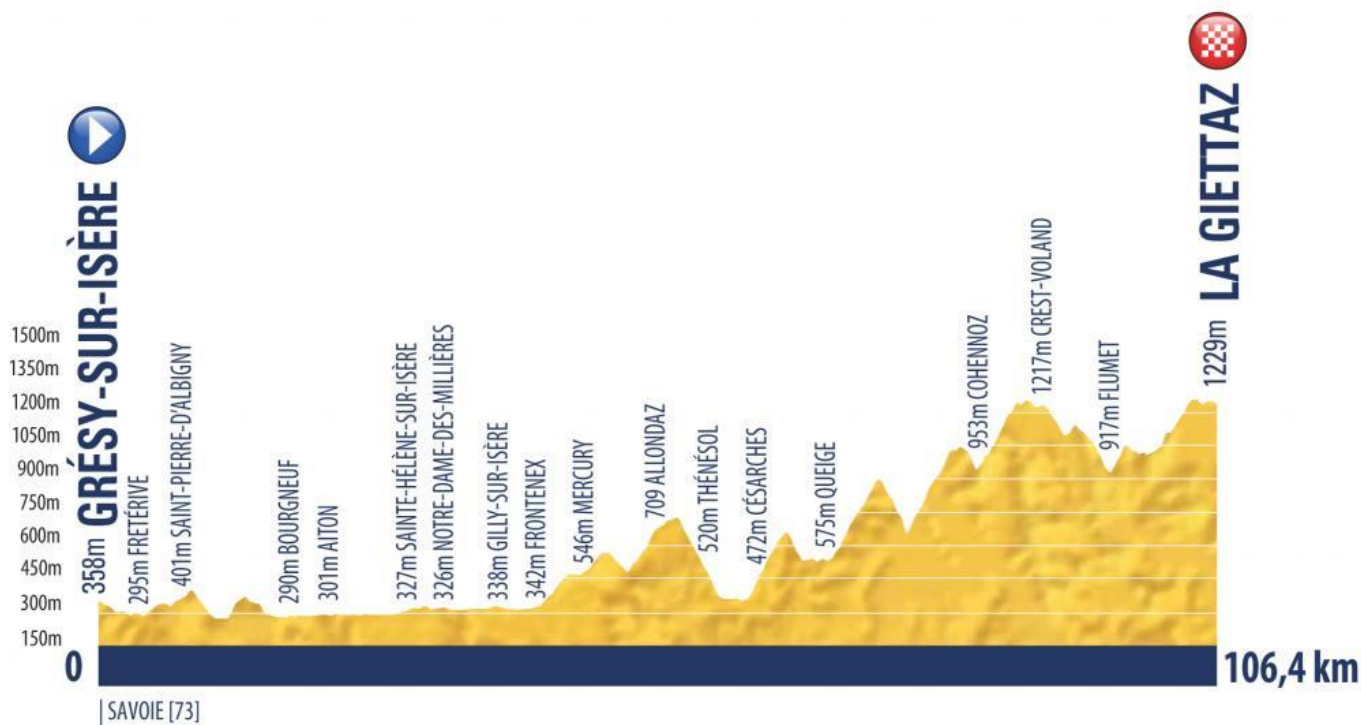 1500m
1350m
1200m
1050m
900m
750m
600m
450m
300m
150m
0
358m GRÉSY-SUR-ISÈRE
295m FRETERIVE
401m SAINT-PIERRE-D'ALBIGNY
290m BOURGNEUF
301m AITON
327m SAINTE-HÉLÈNE-SUR-ISÈRE
326m NOTRE-DAME-DES-MILLIÈRES
338m GILLY-SUR-ISÈRE
342m FRONTENEX
546m MERCURY
709 ALLONDAZ
520m THÉNÉSOL
472m CÉSARCHES
575m QUEIGE
953m COHENNOZ
1217m CREST-VOLAND
917m FLUMET
1229m LA GIETTAZ
106,4 km
| SAVOIE [73]